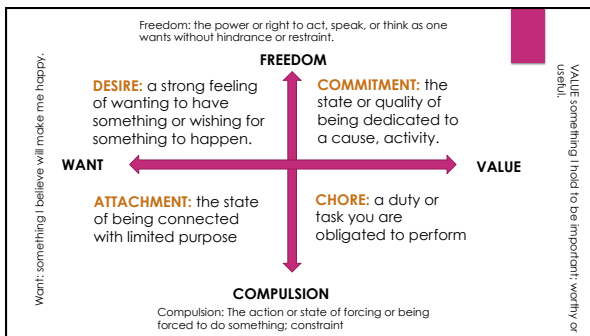 Freedom: the power or right to act, speak, or think as one
wants without hindrance or restraint.
FREEDOM
DESIRE: a strong feeling
of wanting to have
something or wishing for
something to happen.
COMMITMENT: the
state or quality of
being dedicated to
a cause, activity.
WANT
VALUE
ATTACHMENT: the state
of being connected
with limited purpose
CHORE: a duty or
task you are
obligated to perform
COMPULSION
Compulsion: The action or state of forcing or being
forced to do something; constraint
Want: something I believe will make me happy.
VALUE something I hold to be important; worthy or
useful.